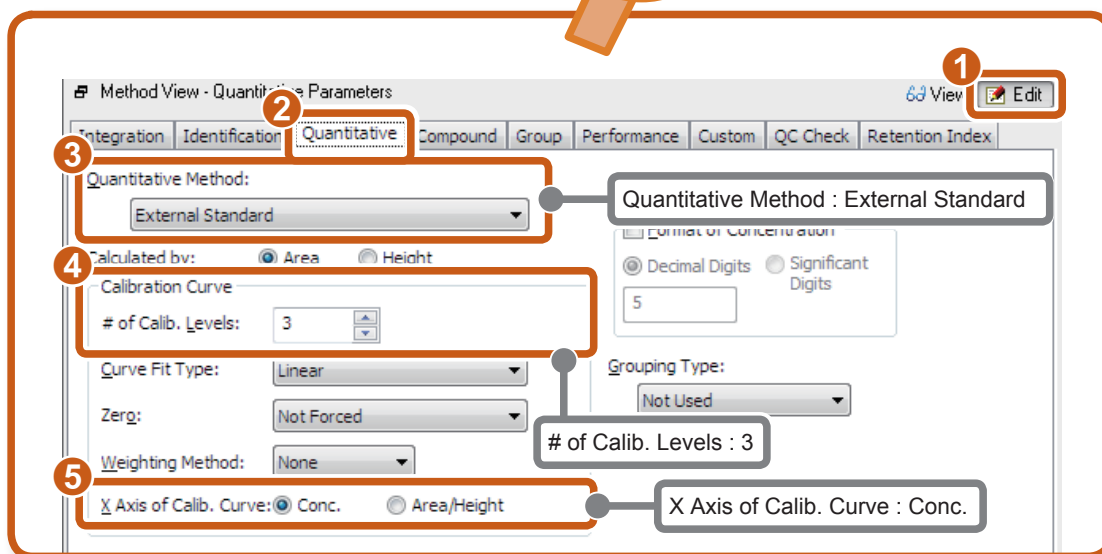 1
Method View - Quantitative Parameters View Edit
2
Integration Identification Quantitative Compound Group Performance Custom QC Check Retention Index
3
Quantitative Method:
External Standard
Quantitative Method : External Standard
Format of Concentration
Calculated by: Area Height
Decimal Digits Significant Digits
4
Calibration Curve
5
# of Calib. Levels: 3
Curve Fit Type: Linear
Grouping Type:
Not Used
Zero: Not Forced
# of Calib. Levels : 3
Weighting Method: None
5
X Axis of Calib. Curve: Conc. Area/Height
X Axis of Calib. Curve : Conc.